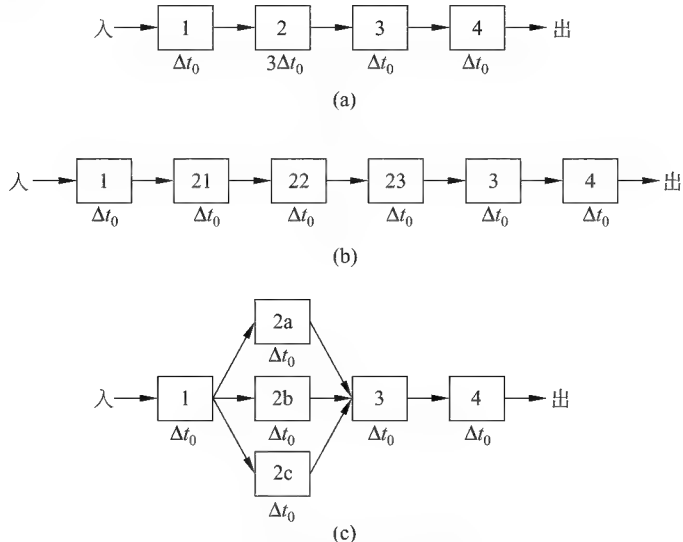 入 1 2 3 4 出
Δt₀ 3Δt₀ Δt₀ Δt₀
(a)
入 1 21 22 23 3 4 出
Δt₀ Δt₀ Δt₀ Δt₀ Δt₀ Δt₀
(b)
2a
Δt₀
入 1 2b 3 4 出
Δt₀ Δt₀ Δt₀ Δt₀
2c
Δt₀
(c)